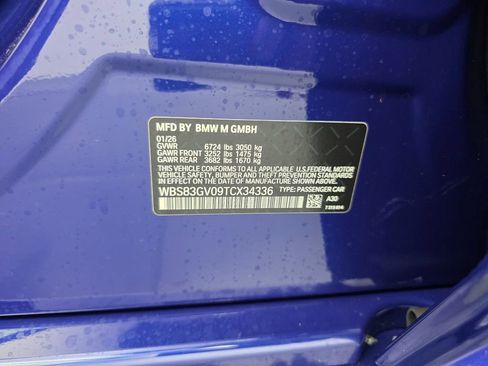 MFD BY BMW M GMBH
01/26
GVWR 6724 lbs 3050 kg
GAWR FRONT 3252 lbs 1475 kg
GAWR REAR 3682 lbs 1670 kg
THIS VEHICLE CONFORMS TO ALL APPLICABLE U.S.FEDERAL MOTOR
VEHICLE SAFETY, BUMPER AND THEFT PREVENTION STANDARDS
IN EFFECT ON THE DATE OF MANUFACTURE SHOWN ABOVE.
WBS83GV09TCX34336 TYPE: PASSENGER CAR
A3D